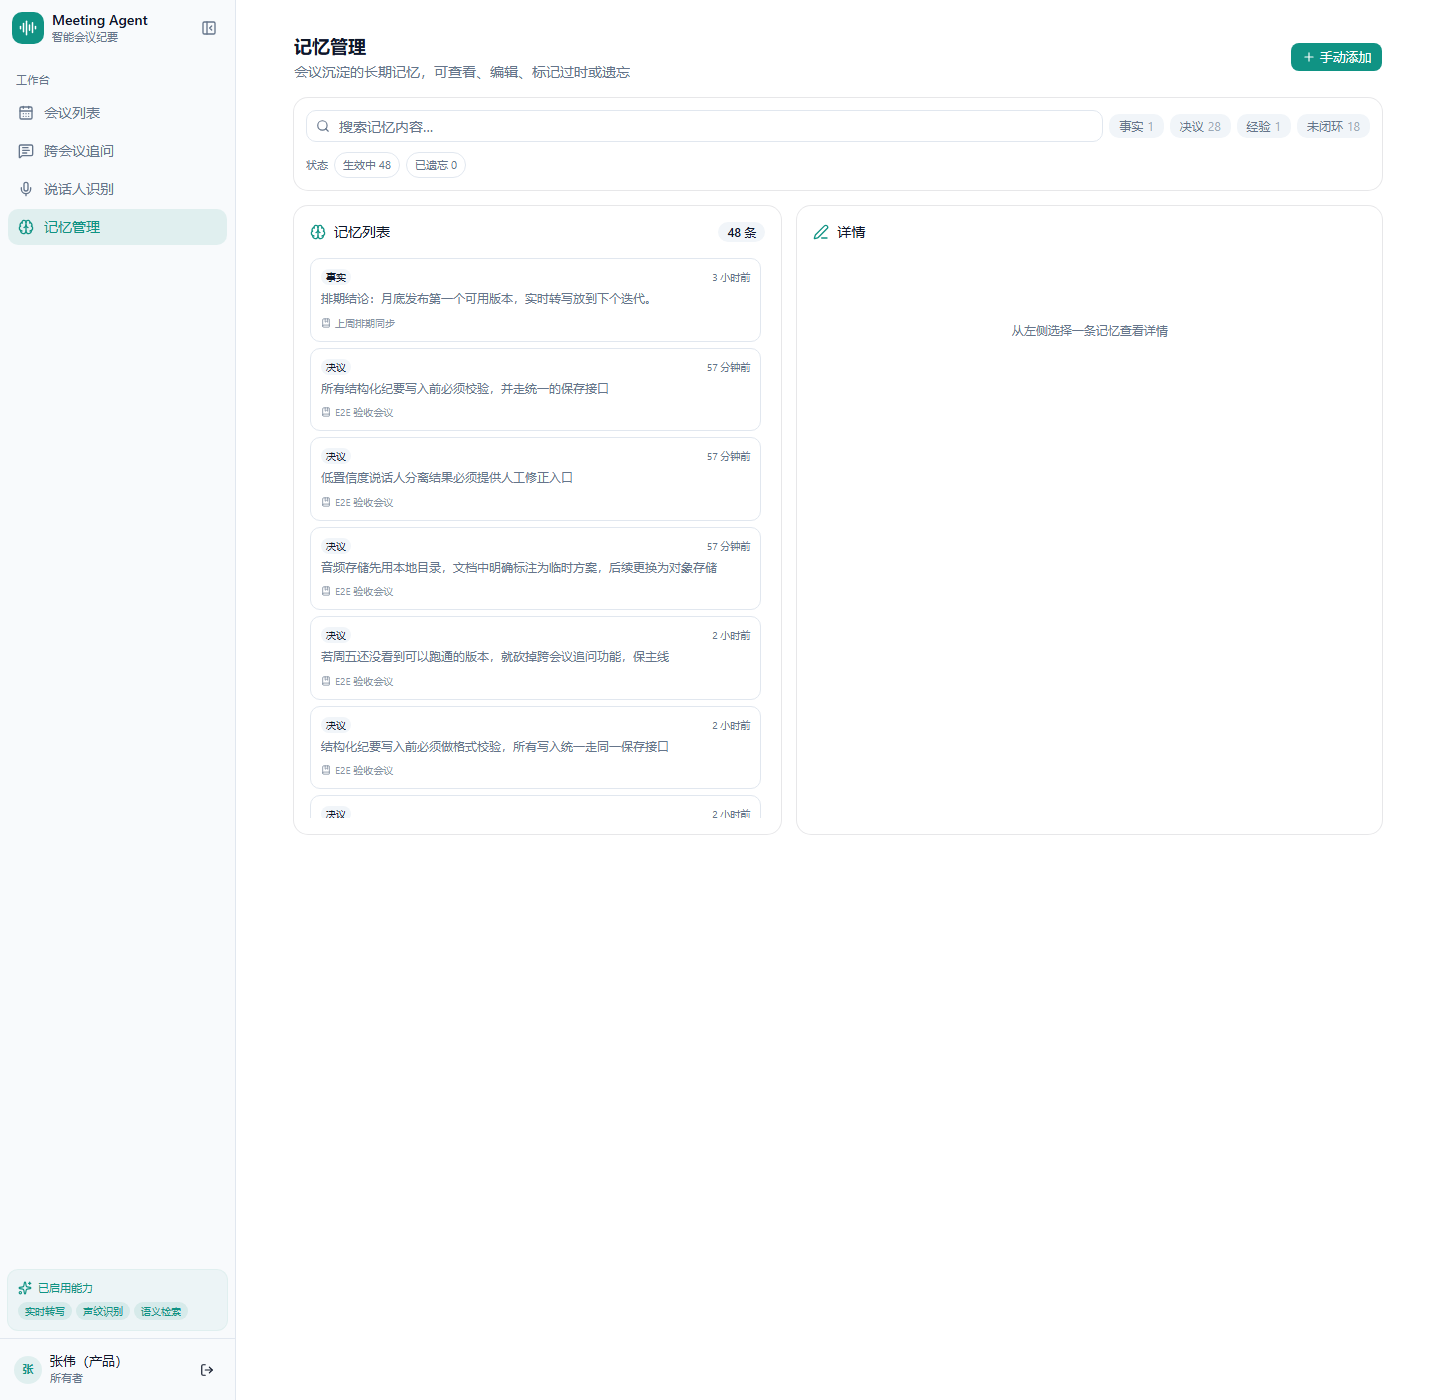 Meeting Agent
智能会议纪要
工作台
会议列表
跨会议追问
说话人识别
记忆管理
已启用能力
实时转写 声纹识别 语义检索
张 张伟（产品）
所有者
记忆管理
会议沉淀的长期记忆，可查看、编辑、标记过时或遗忘
手动添加
搜索记忆内容...
事实 1 决议 28 经验 1 未闭环 18
状态 生效中 48 已遗忘 0
记忆列表 48 条
事实 3 小时前
排期结论：月底发布第一个可用版本，实时转写放到下个迭代。
上周排期同步
决议 57 分钟前
所有结构化纪要写入前必须校验，并走统一的保存接口
E2E 验收会议
决议 57 分钟前
低置信度说话人分离结果必须提供人工修正入口
E2E 验收会议
决议 57 分钟前
音频存储先用本地目录，文档中明确标注为临时方案，后续更换为对象存储
E2E 验收会议
决议 2 小时前
若周五还没看到可以跑通的版本，就砍掉跨会议追问功能，保主线
E2E 验收会议
决议 2 小时前
结构化纪要写入前必须做格式校验，所有写入统一走同一保存接口
E2E 验收会议
决议 2 小时前
详情
从左侧选择一条记忆查看详情